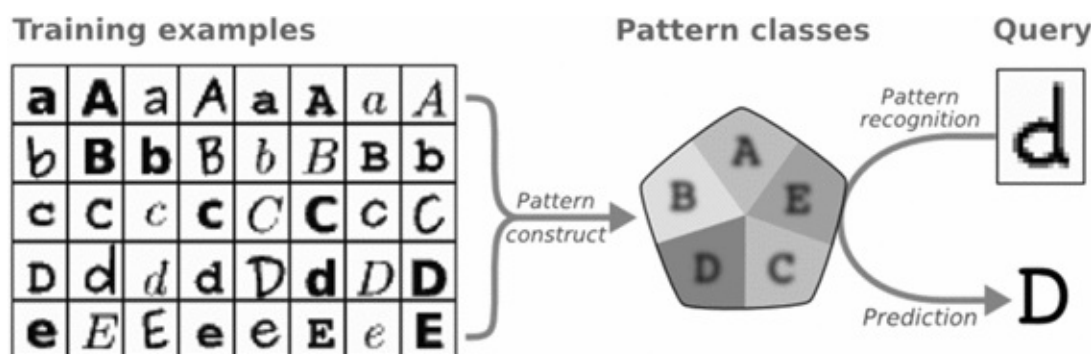 Training examples
Pattern classes
Query
a A a A a A a A
b B b B b B B b
c C c c C C c C
D d d d D d D D
e E E e e E e E
Pattern
construct
A
B
E
D
C
Pattern
recognition
d
Prediction
D